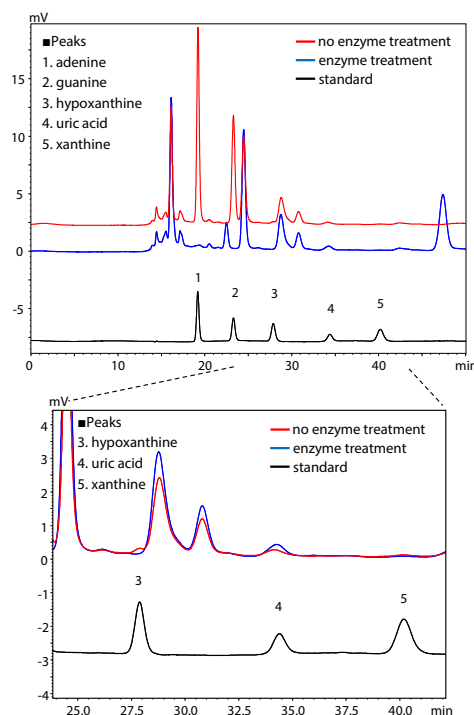 mV
■Peaks
1. adenine
2. guanine
3. hypoxanthine
4. uric acid
5. xanthine
no enzyme treatment
enzyme treatment
standard
15
10
5
0
-5
1
2
3
4
5
0
10
20
30
40
50
min
mV
■Peaks
3. hypoxanthine
4. uric acid
5. xanthine
no enzyme treatment
enzyme treatment
standard
4
3
2
1
0
-1
-2
-3
-4
3
4
5
25.0
27.5
30.0
32.5
35.0
37.5
40.0
min